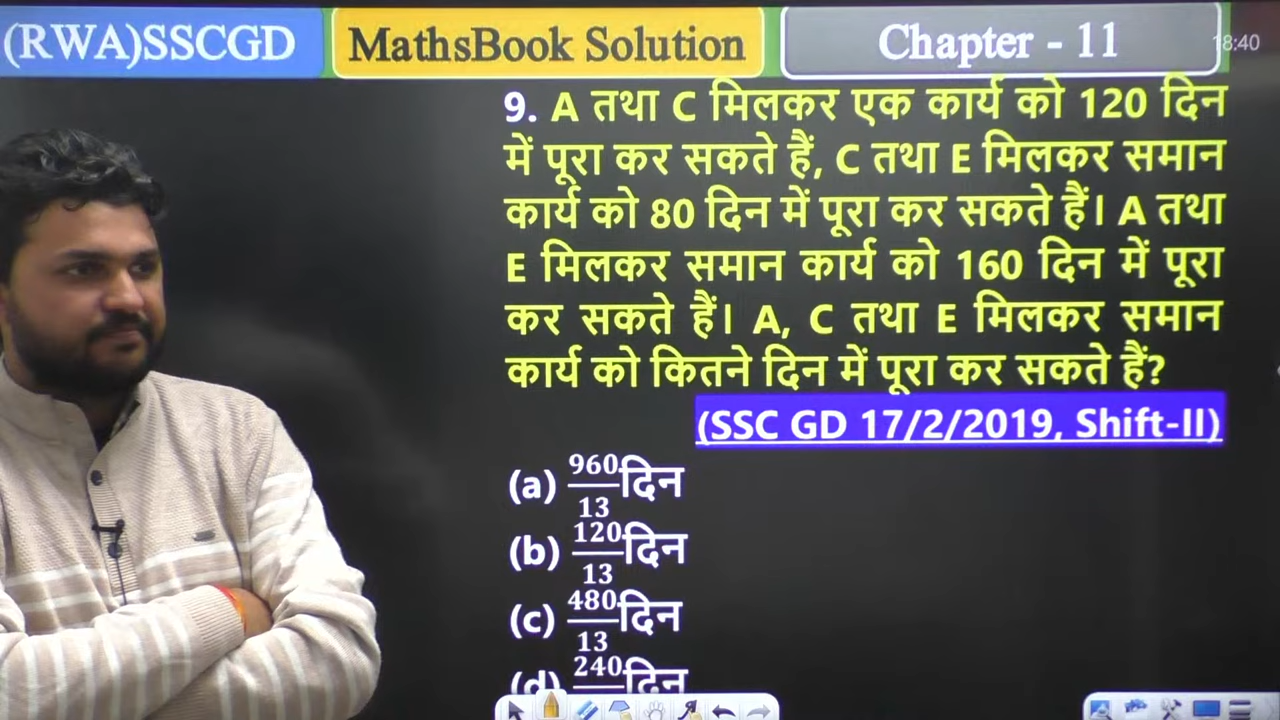 (RWA)SSCGD
MathsBook Solution
Chapter - 11
18:40
9. A तथा C मिलकर एक कार्य को 120 दिन
में पूरा कर सकते हैं, C तथा E मिलकर समान
कार्य को 80 दिन में पूरा कर सकते हैं। A तथा
E मिलकर समान कार्य को 160 दिन में पूरा
कर सकते हैं। A, C तथा E मिलकर समान
कार्य को कितने दिन में पूरा कर सकते हैं?
(SSC GD 17/2/2019, Shift-II)
(a) 960/13 दिन
(b) 120/13 दिन
(c) 480/13 दिन
(d) 240 दिन